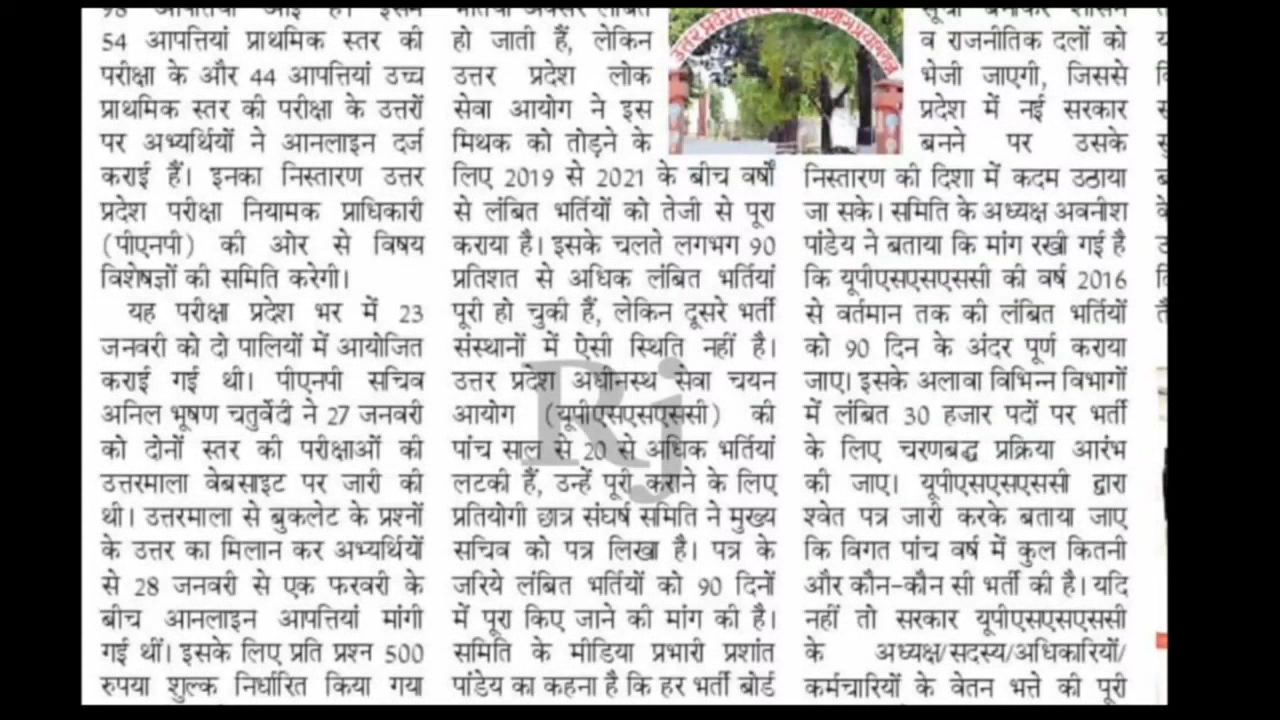 54 आपत्तियां प्राथमिक स्तर की
परीक्षा के और 44 आपत्तियां उच्च
प्राथमिक स्तर की परीक्षा के उत्तरों
पर अभ्यर्थियों ने आनलाइन दर्ज
कराई हैं। इनका निस्तारण उत्तर
प्रदेश परीक्षा नियामक प्राधिकारी
(पीएनपी) की ओर से विषय
विशेषज्ञों की समिति करेगी।
यह परीक्षा प्रदेश भर में 23
जनवरी को दो पालियों में आयोजित
कराई गई थी। पीएनपी सचिव
अनिल भूषण चतुर्वेदी ने 27 जनवरी
को दोनों स्तर की परीक्षाओं की
उत्तरमाला वेबसाइट पर जारी की
थी। उत्तरमाला से बुकलेट के प्रश्नों
के उत्तर का मिलान कर अभ्यर्थियों
से 28 जनवरी से एक फरवरी के
बीच आनलाइन आपत्तियां मांगी
गई थीं। इसके लिए प्रति प्रश्न 500
रुपया शुल्क निर्धारित किया गया
हो जाती हैं, लेकिन
उत्तर प्रदेश लोक
सेवा आयोग ने इस
मिथक को तोड़ने के
लिए 2019 से 2021 के बीच वर्षों
से लंबित भर्तियों को तेजी से पूरा
कराया है। इसके चलते लगभग 90
प्रतिशत से अधिक लंबित भर्तियां
पूरी हो चुकी हैं, लेकिन दूसरे भर्ती
संस्थानों में ऐसी स्थिति नहीं है।
उत्तर प्रदेश अधीनस्थ सेवा चयन
आयोग (यूपीएसएसएससी) की
पांच साल से 20 से अधिक भर्तियां
लटकी हैं, उन्हें पूरी कराने के लिए
प्रतियोगी छात्र संघर्ष समिति ने मुख्य
सचिव को पत्र लिखा है। पत्र के
जरिये लंबित भर्तियों को 90 दिनों
में पूरा किए जाने की मांग की है।
समिति के मीडिया प्रभारी प्रशांत
पांडेय का कहना है कि हर भर्ती बोर्ड
व राजनीतिक दलों को
भेजी जाएगी, जिससे
प्रदेश में नई सरकार
बनने पर उसके
निस्तारण की दिशा में कदम उठाया
जा सके। समिति के अध्यक्ष अवनीश
पांडेय ने बताया कि मांग रखी गई है
कि यूपीएसएसएससी की वर्ष 2016
से वर्तमान तक की लंबित भर्तियों
को 90 दिन के अंदर पूर्ण कराया
जाए। इसके अलावा विभिन्न विभागों
में लंबित 30 हजार पदों पर भर्ती
के लिए चरणबद्ध प्रक्रिया आरंभ
की जाए। यूपीएसएसएससी द्वारा
श्वेत पत्र जारी करके बताया जाए
कि विगत पांच वर्ष में कुल कितनी
और कौन-कौन सी भर्ती की है। यदि
नहीं तो सरकार यूपीएसएसएससी
के अध्यक्ष/सदस्य/अधिकारियों/
कर्मचारियों के वेतन भत्ते की पूरी
Rj